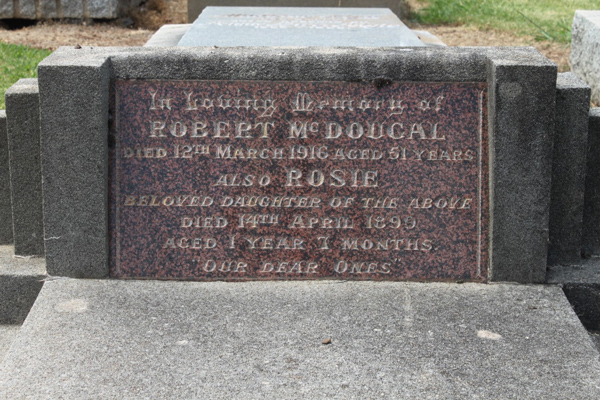 In Loving Memory of
ROBERT McDOUGAL
DIED 12TH MARCH 1916 AGED 51 YEARS
ALSO ROSIE
BELOVED DAUGHTER OF THE ABOVE
DIED 14TH APRIL 1899
AGED 1 YEAR 7 MONTHS.
OUR DEAR ONES